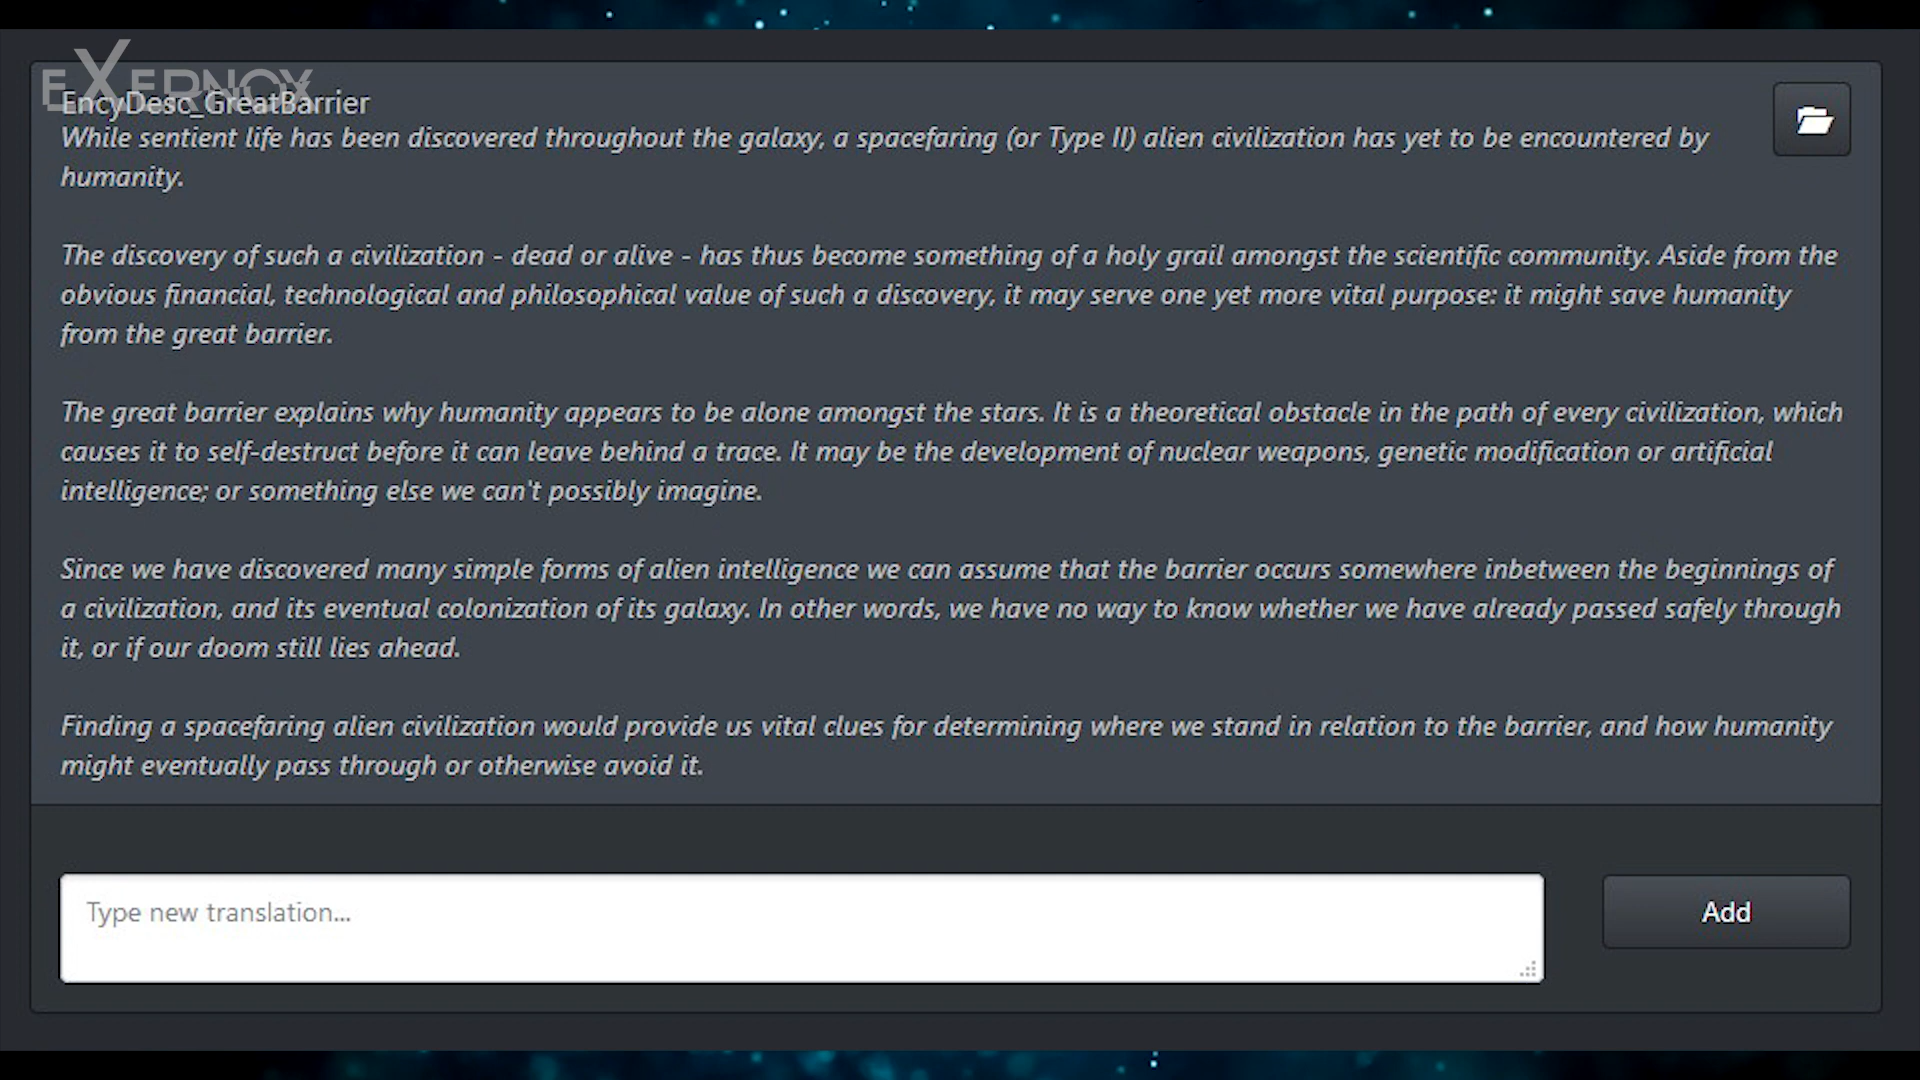 EXERNOX
EncyDesc_GreatBarrier
While sentient life has been discovered throughout the galaxy, a spacefaring (or Type II) alien civilization has yet to be encountered by
humanity.
The discovery of such a civilization - dead or alive - has thus become something of a holy grail amongst the scientific community. Aside from the
obvious financial, technological and philosophical value of such a discovery, it may serve one yet more vital purpose: it might save humanity
from the great barrier.
The great barrier explains why humanity appears to be alone amongst the stars. It is a theoretical obstacle in the path of every civilization, which
causes it to self-destruct before it can leave behind a trace. It may be the development of nuclear weapons, genetic modification or artificial
intelligence; or something else we can't possibly imagine.
Since we have discovered many simple forms of alien intelligence we can assume that the barrier occurs somewhere inbetween the beginnings of
a civilization, and its eventual colonization of its galaxy. In other words, we have no way to know whether we have already passed safely through
it, or if our doom still lies ahead.
Finding a spacefaring alien civilization would provide us vital clues for determining where we stand in relation to the barrier, and how humanity
might eventually pass through or otherwise avoid it.
Type new translation...
Add